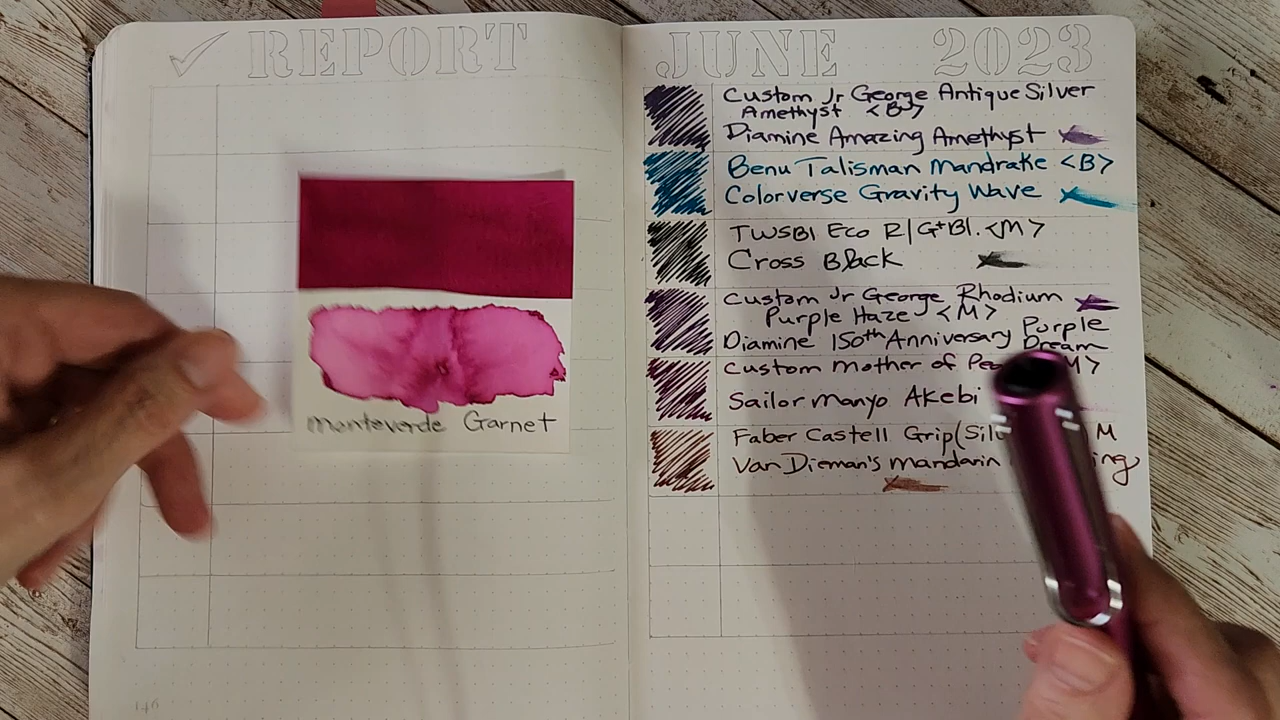 ✓ REPORT
monteverde Garnet
JUNE 2023
Custom Jr George Antique Silver
Amethyst <B>
Diamine Amazing Amethyst
Benu Talisman Mandrake <B>
Colorverse Gravity Wave
TWSBI Eco R/G+Bl. <M>
Cross Black
Custom Jr George Rhodium
Purple Haze <M>
Diamine 150th Anniversary Purple
Dream
Custom Mother of M>
Sailor Manyo Akebi
Faber Castell Grip( M
Van Dieman's mandarin